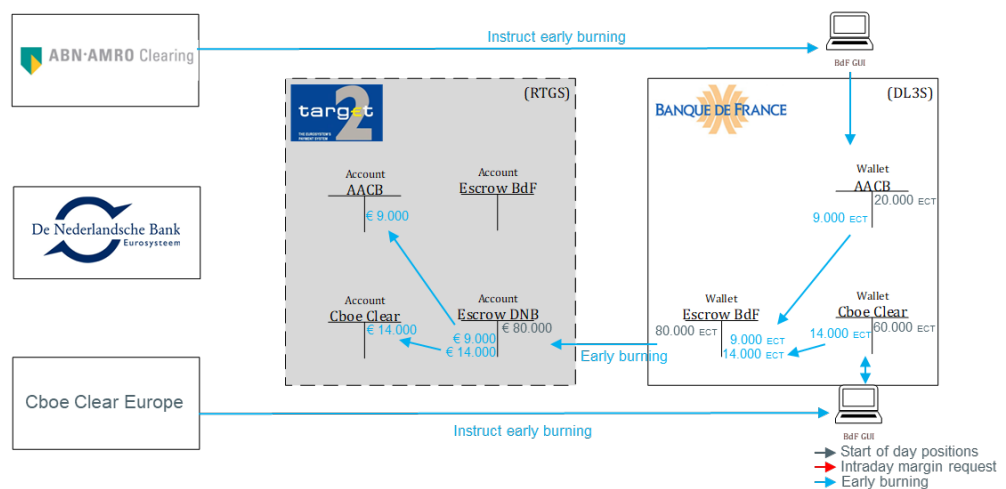 ABN·AMRO Clearing
Instruct early burning
BdF GUI
target
2
THE EUROSYSTEM'S
PAYMENT SYSTEM
(RTGS)
BANQUE DE FRANCE
(DL3S)
Account
AACB
€ 9.000
Account
Escrow BdF
Wallet
AACB
20.000 ECT
9.000 ECT
De Nederlandsche Bank
Eurosysteem
Account
Cboe Clear
€ 14.000
Account
Escrow DNB
€ 80.000
€ 9.000
€ 14.000
Early burning
Wallet
Escrow BdF
80.000 ECT
9.000 ECT
14.000 ECT
Wallet
Cboe Clear
60.000 ECT
14.000 ECT
Cboe Clear Europe
Instruct early burning
BdF GUI
Start of day positions
Intraday margin request
Early burning